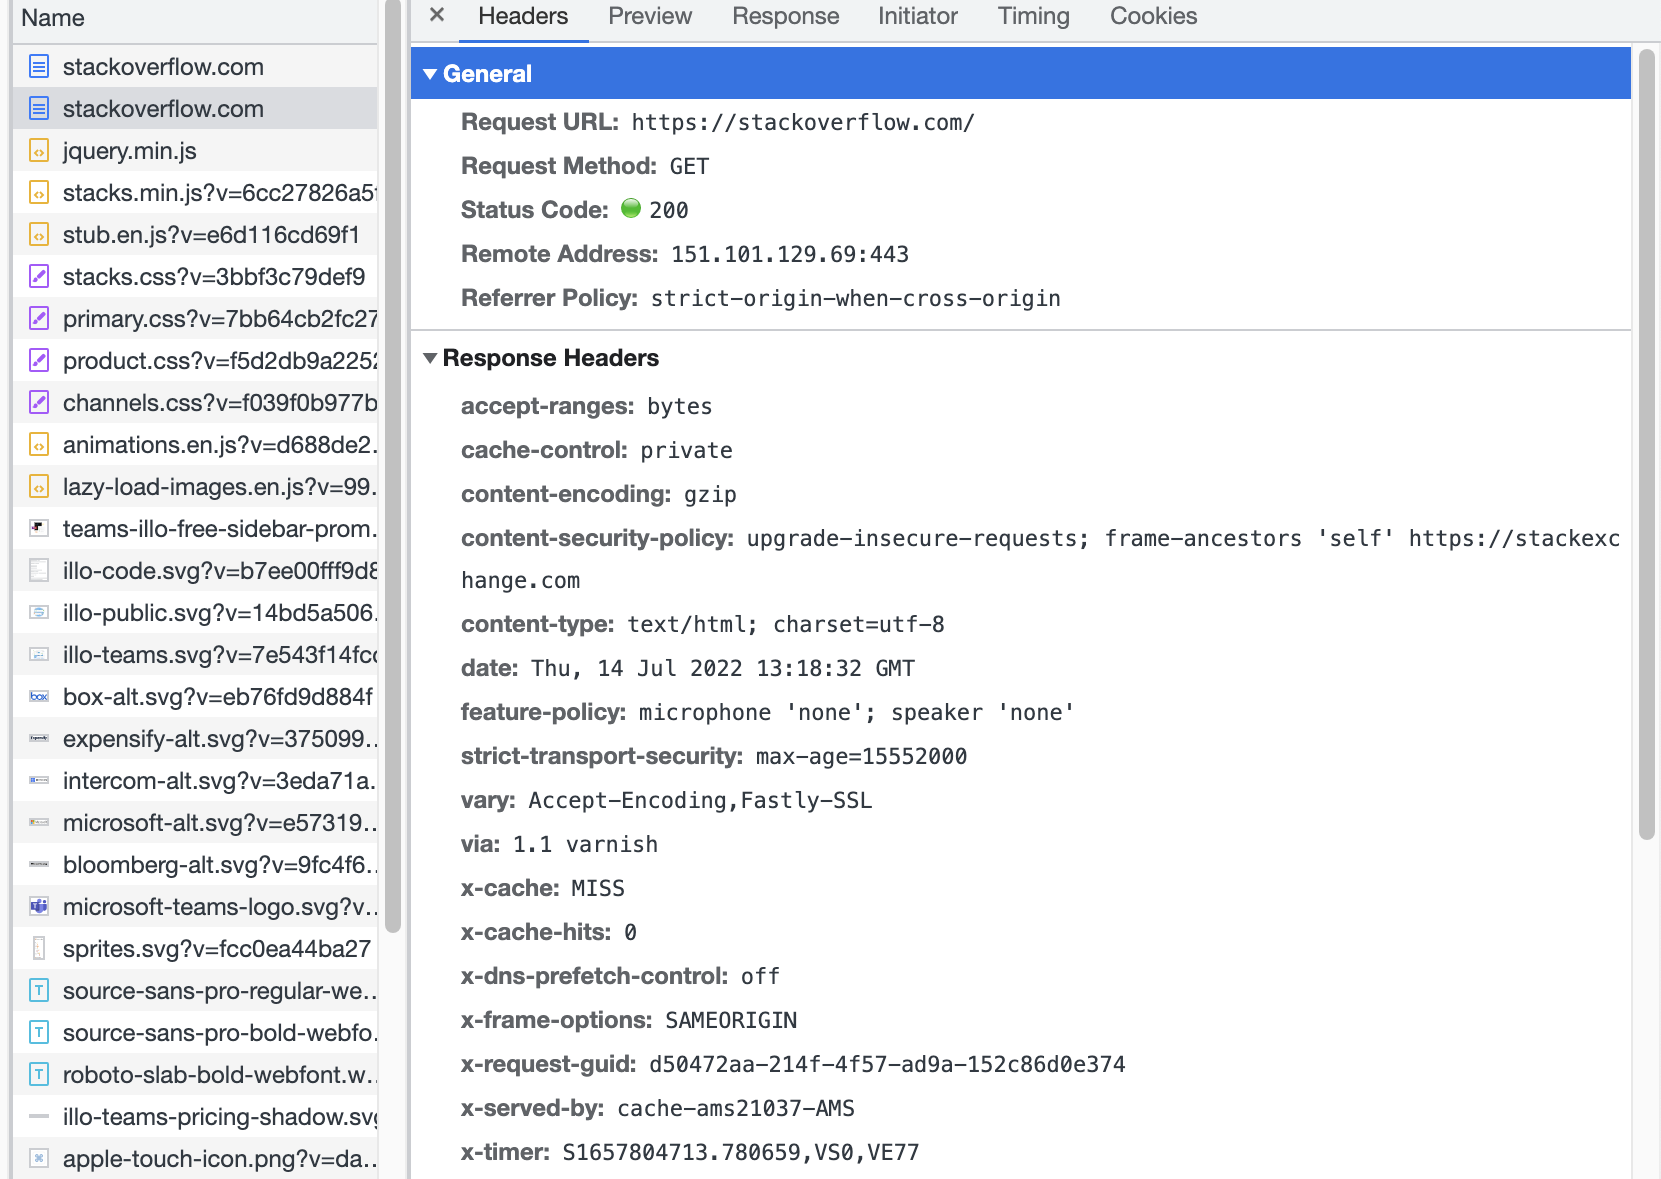 Name
stackoverflow.com
stackoverflow.com
jquery.min.js
stacks.min.js?v=6cc27826a5
stub.en.js?v=e6d116cd69f1
stacks.css?v=3bbf3c79def9
primary.css?v=7bb64cb2fc27
product.css?v=f5d2db9a2252
channels.css?v=f039f0b977b
animations.en.js?v=d688de2.
lazy-load-images.en.js?v=99.
teams-illo-free-sidebar-prom.
illo-code.svg?v=b7ee00fff9d8
illo-public.svg?v=14bd5a506.
illo-teams.svg?v=7e543f14fc
box-alt.svg?v=eb76fd9d884f
expensify-alt.svg?v=375099..
intercom-alt.svg?v=3eda71a.
microsoft-alt.svg?v=e57319..
bloomberg-alt.svg?v=9fc4f6..
microsoft-teams-logo.svg?v..
sprites.svg?v=fcc0ea44ba27
source-sans-pro-regular-we..
source-sans-pro-bold-webfo.
roboto-slab-bold-webfont.w..
illo-teams-pricing-shadow.svg
apple-touch-icon.png?v=da..
× Headers Preview Response Initiator Timing Cookies
General
Request URL: https://stackoverflow.com/
Request Method: GET
Status Code: 200
Remote Address: 151.101.129.69:443
Referrer Policy: strict-origin-when-cross-origin
Response Headers
accept-ranges: bytes
cache-control: private
content-encoding: gzip
content-security-policy: upgrade-insecure-requests; frame-ancestors 'self' https://stackexc
hange.com
content-type: text/html; charset=utf-8
date: Thu, 14 Jul 2022 13:18:32 GMT
feature-policy: microphone 'none'; speaker 'none'
strict-transport-security: max-age=15552000
vary: Accept-Encoding,Fastly-SSL
via: 1.1 varnish
x-cache: MISS
x-cache-hits: 0
x-dns-prefetch-control: off
x-frame-options: SAMEORIGIN
x-request-guid: d50472aa-214f-4f57-ad9a-152c86d0e374
x-served-by: cache-ams21037-AMS
x-timer: S1657804713.780659,VS0,VE77